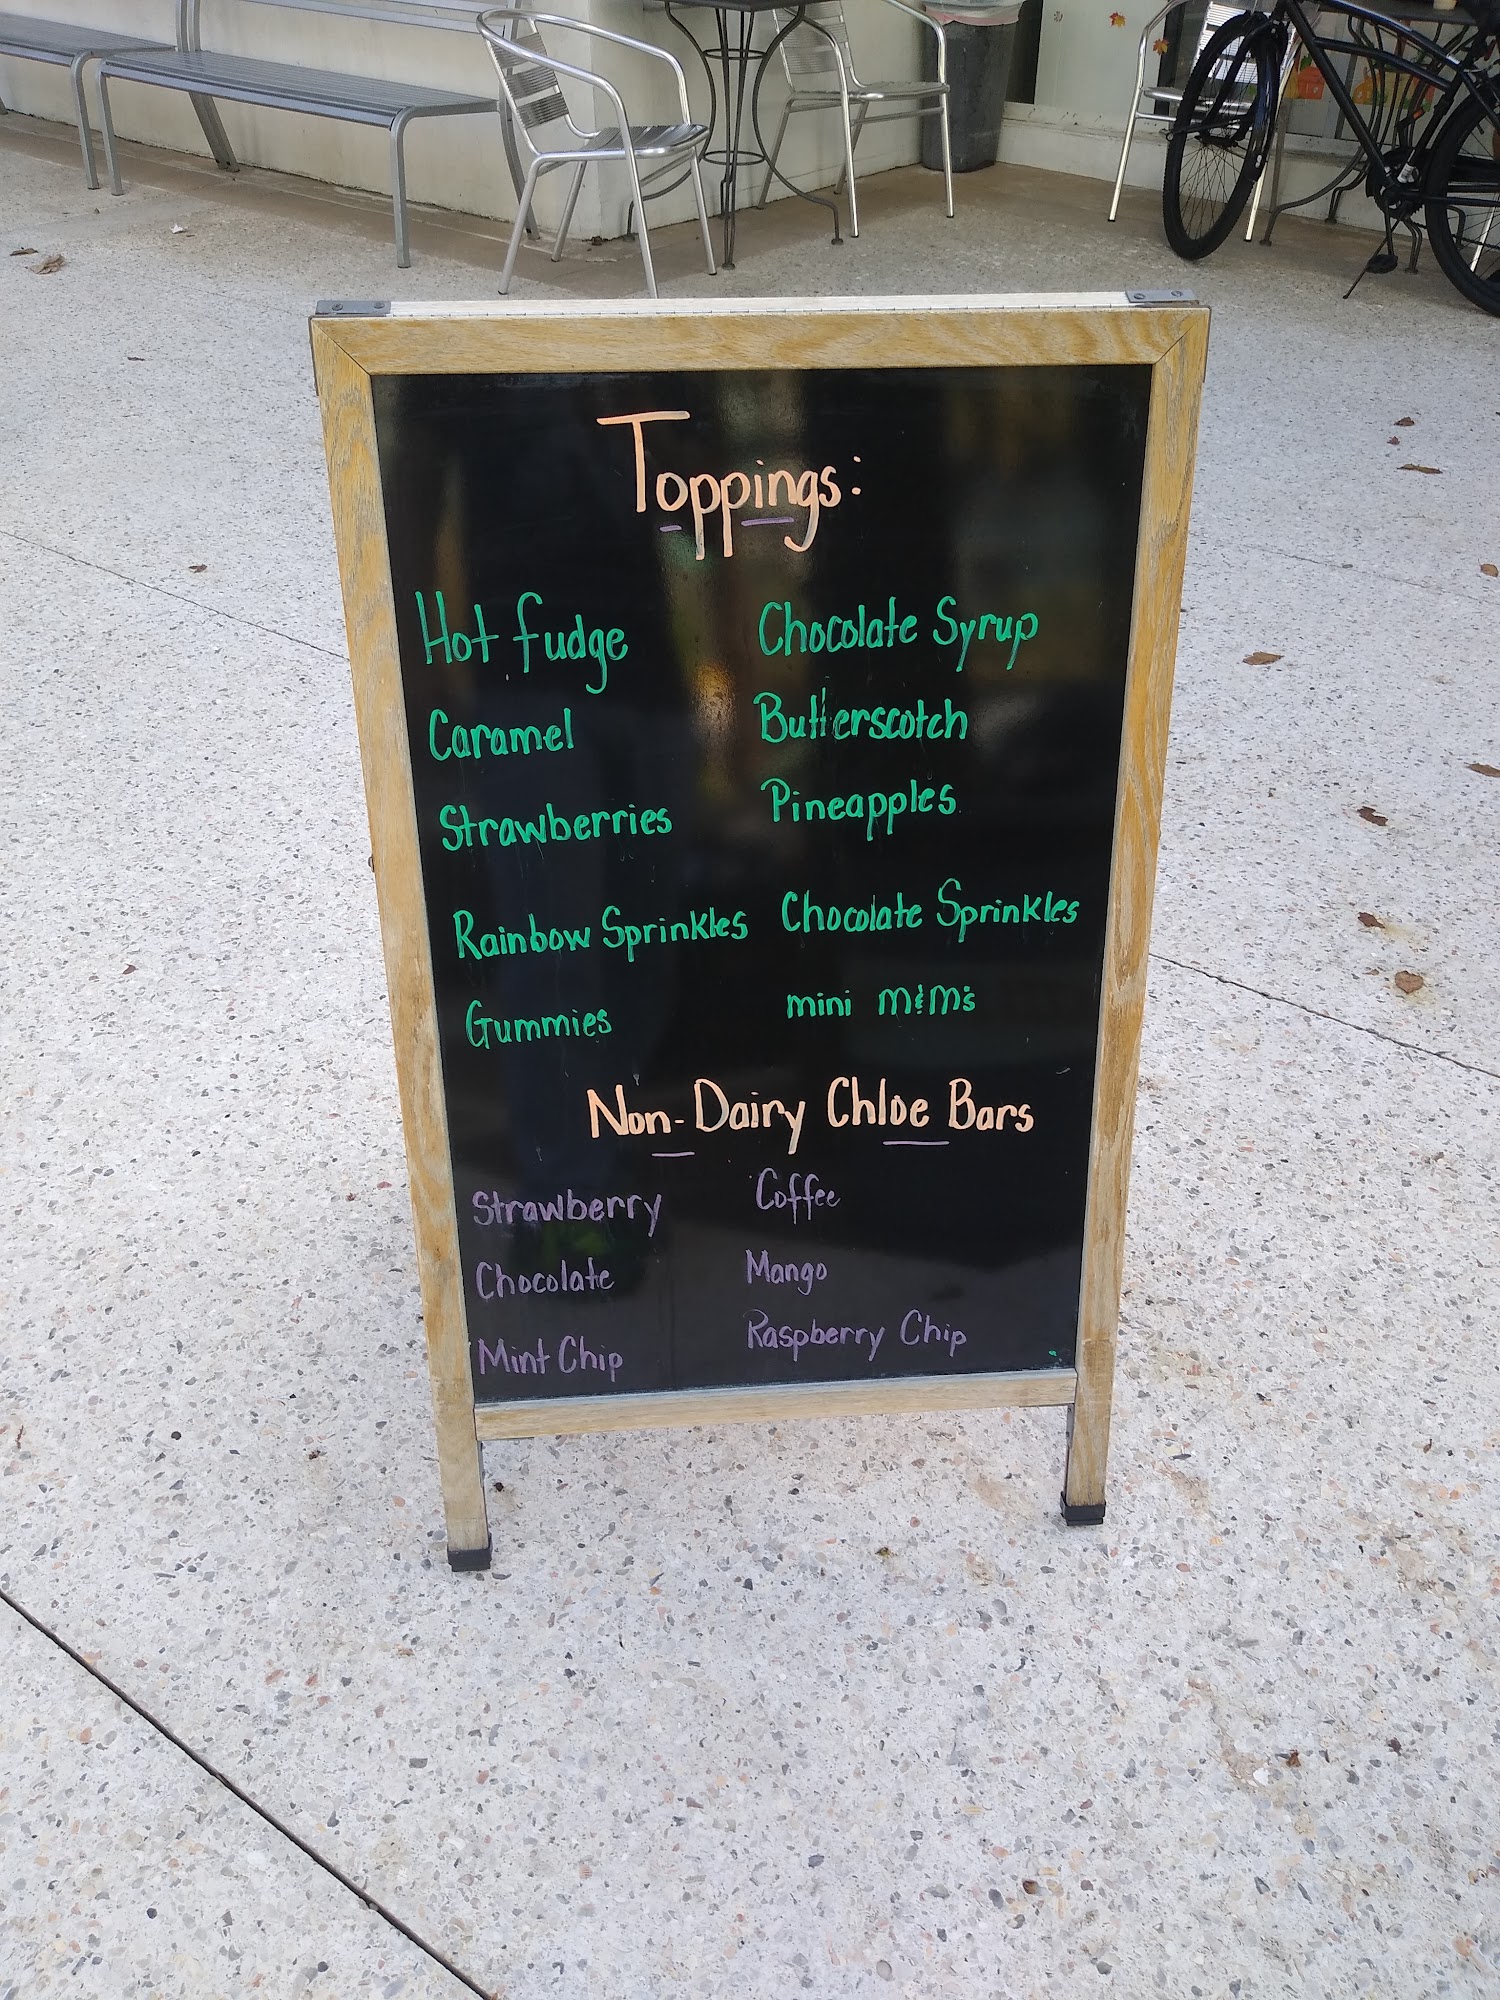 Toppings:
Hot fudge Chocolate Syrup
Caramel Butterscotch
Strawberries Pineapples
Rainbow Sprinkles Chocolate Sprinkles
Gummies mini M&M's
Non-Dairy Chloe Bars
Strawberry Coffee
Chocolate Mango
Mint Chip Raspberry Chip